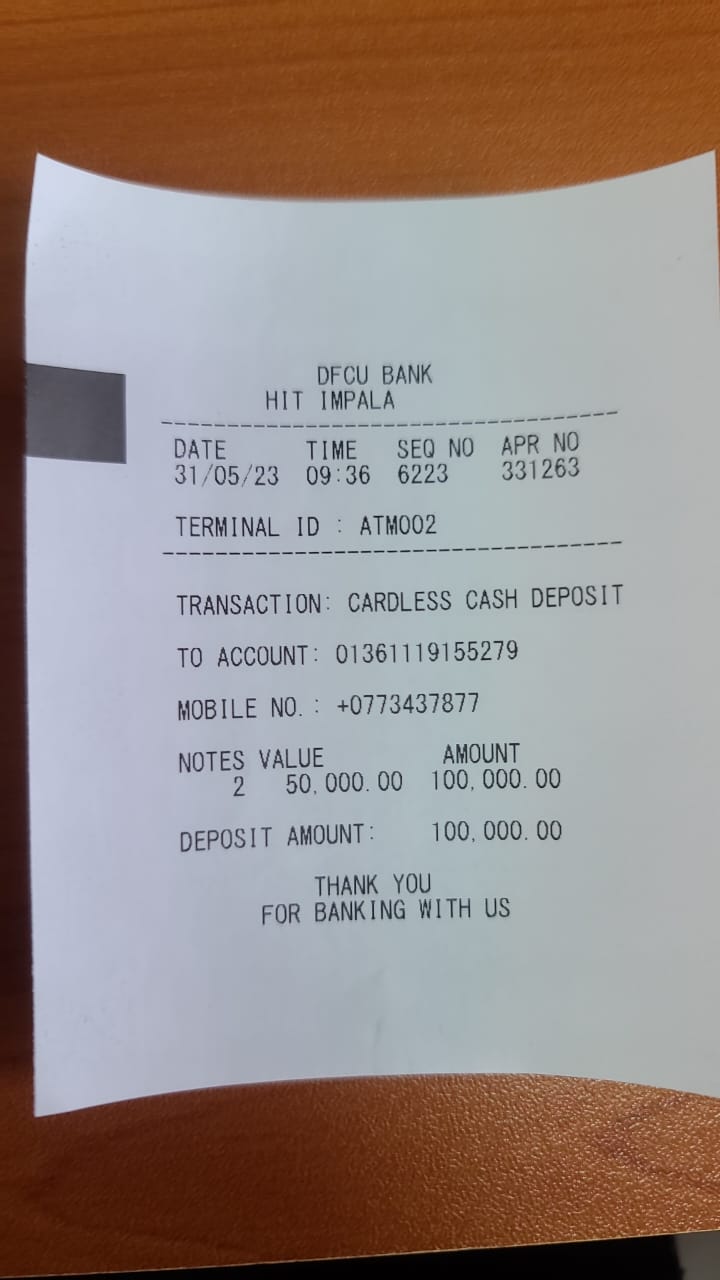 DFCU BANK
HIT IMPALA
DATE TIME SEQ NO APR NO
31/05/23 09:36 6223 331263
TERMINAL ID : ATM002
TRANSACTION: CARDLESS CASH DEPOSIT
TO ACCOUNT: 01361119155279
MOBILE NO. : +0773437877
NOTES VALUE AMOUNT
2 50,000.00 100,000.00
DEPOSIT AMOUNT: 100,000.00
THANK YOU
FOR BANKING WITH US